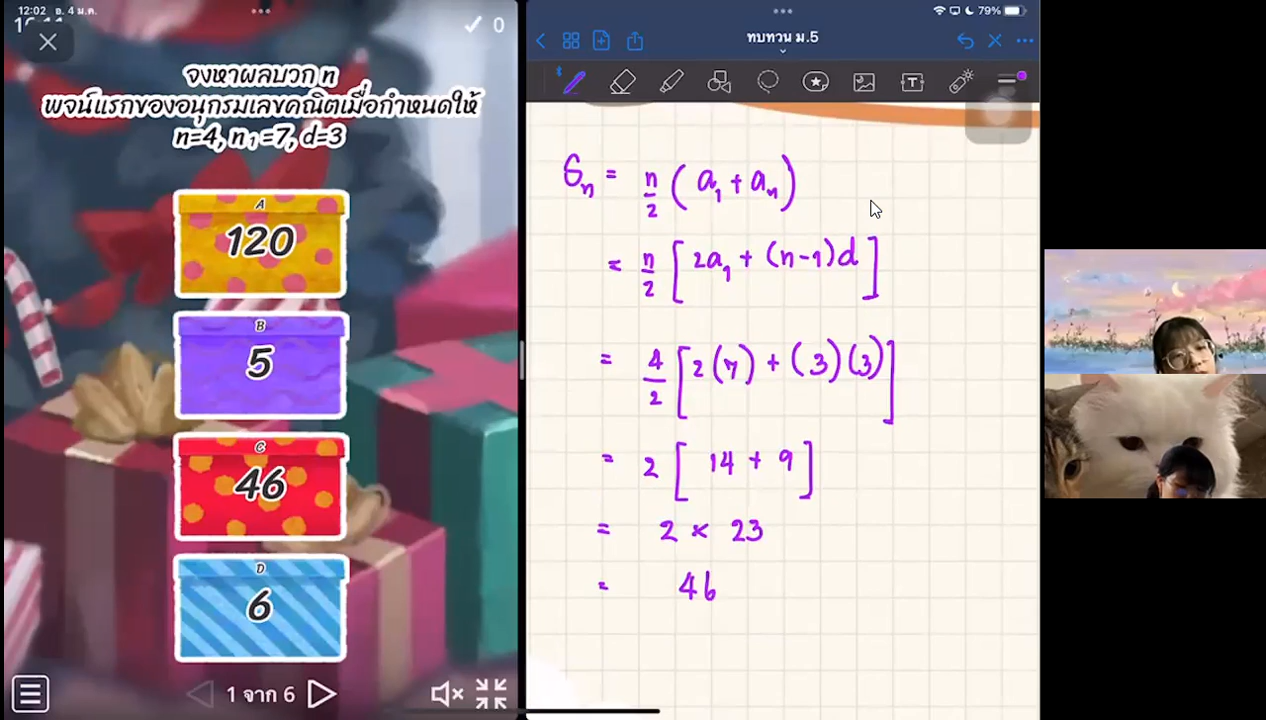 12:02 อ. 4 ม.ค.
✓ 0
จงหาผลบวก n
พจน์แรกของอนุกรมเลขคณิตเมื่อกำหนดให้
n=4, n₁=7, d=3
A
120
B
5
C
46
D
6
1 จาก 6
79%
ทบทวน ม.5
Sₙ = n/2 (a₁ + aₙ)
= n/2 [2a₁ + (n-1)d]
= 4/2 [2(7) + (3)(3)]
= 2 [14 + 9]
= 2 × 23
= 46